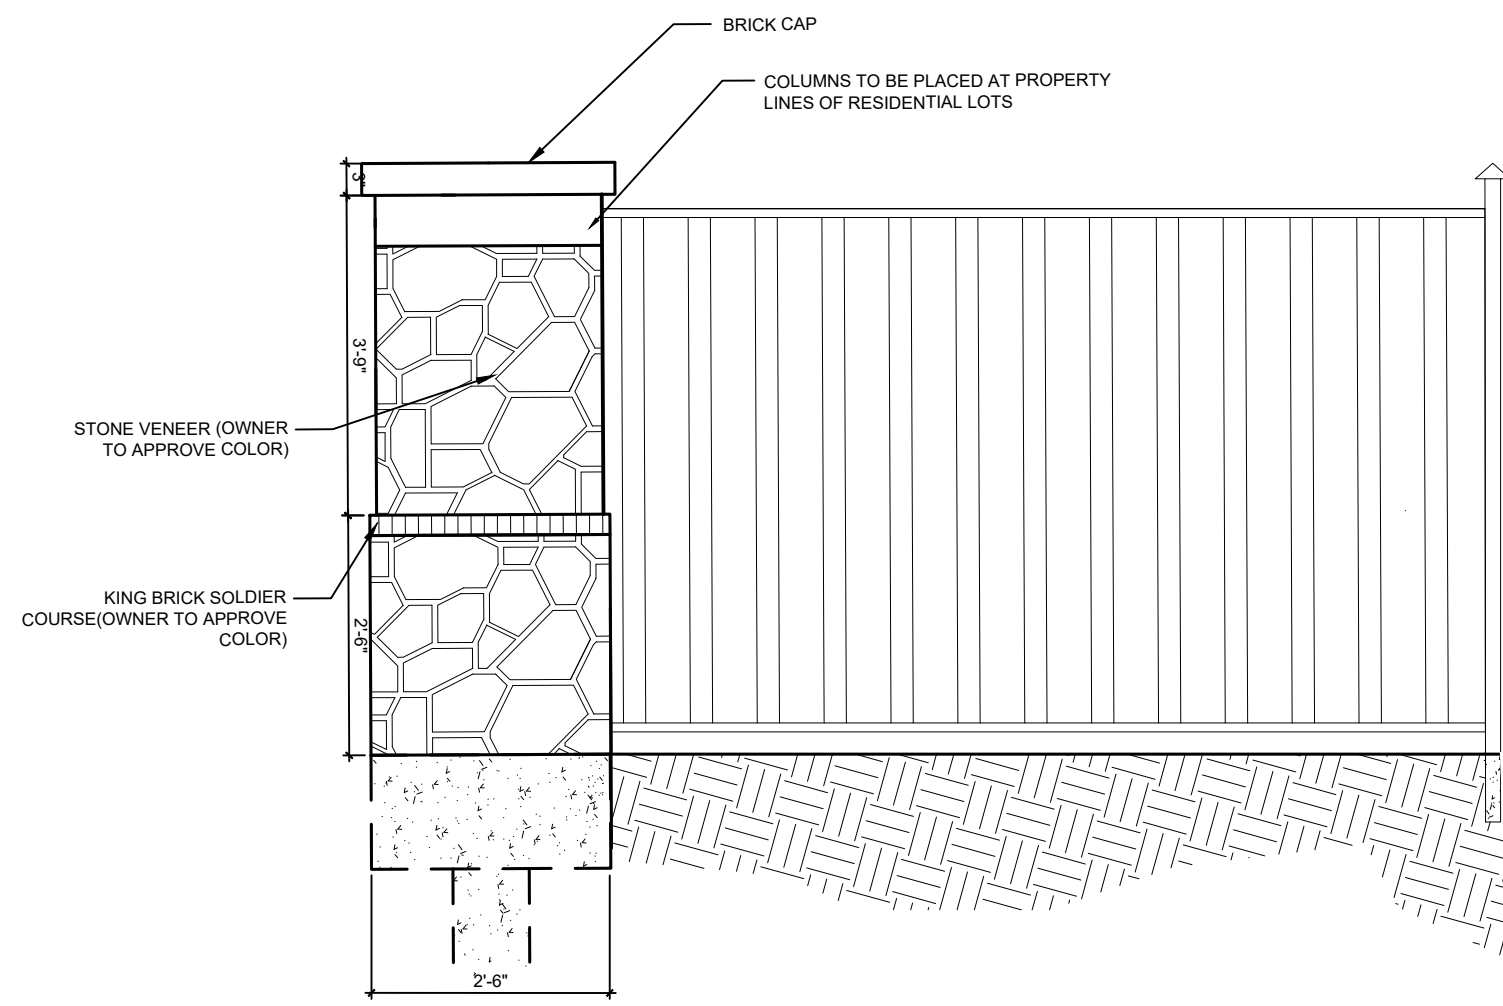 BRICK CAP
COLUMNS TO BE PLACED AT PROPERTY
LINES OF RESIDENTIAL LOTS
3"
3'-9"
STONE VENEER (OWNER
TO APPROVE COLOR)
KING BRICK SOLDIER
COURSE(OWNER TO APPROVE
COLOR)
2'-6"
2'-6"